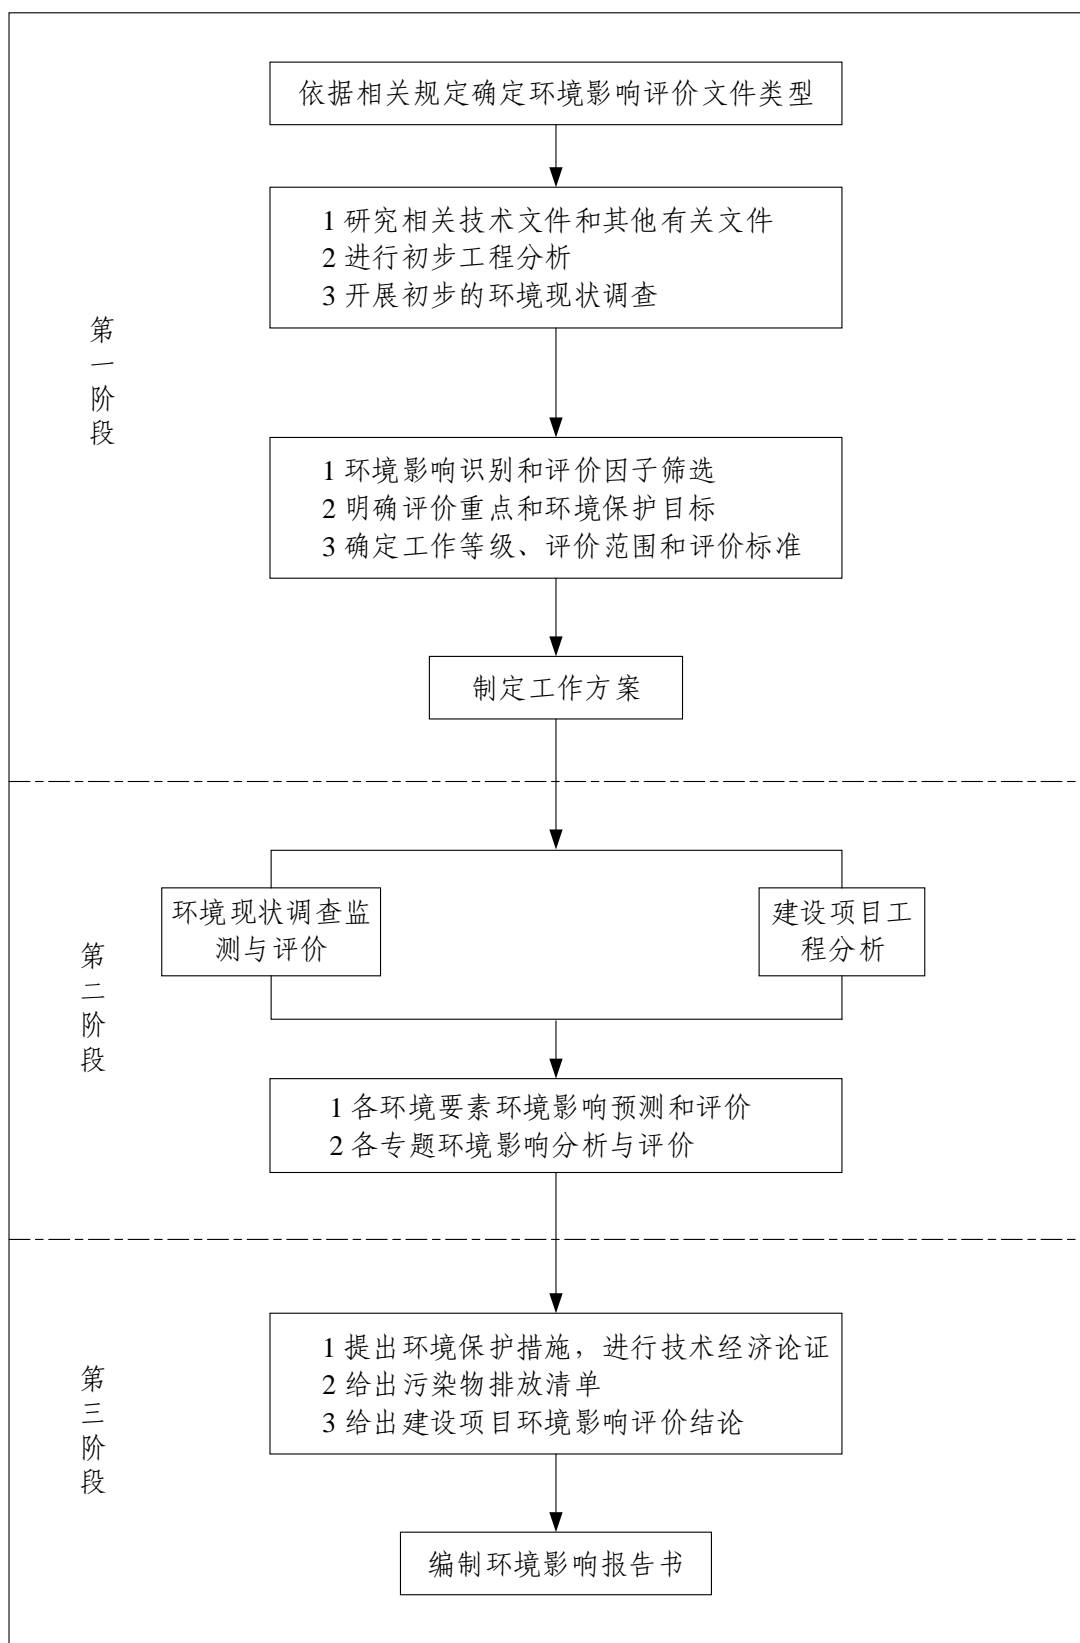 依据相关规定确定环境影响评价文件类型
1 研究相关技术文件和其他有关文件
2 进行初步工程分析
3 开展初步的环境现状调查
第一阶段
1 环境影响识别和评价因子筛选
2 明确评价重点和环境保护目标
3 确定工作等级、评价范围和评价标准
制定工作方案
环境现状调查监
测与评价
建设项目工
程分析
第二阶段
1 各环境要素环境影响预测和评价
2 各专题环境影响分析与评价
1 提出环境保护措施，进行技术经济论证
2 给出污染物排放清单
3 给出建设项目环境影响评价结论
第三阶段
编制环境影响报告书